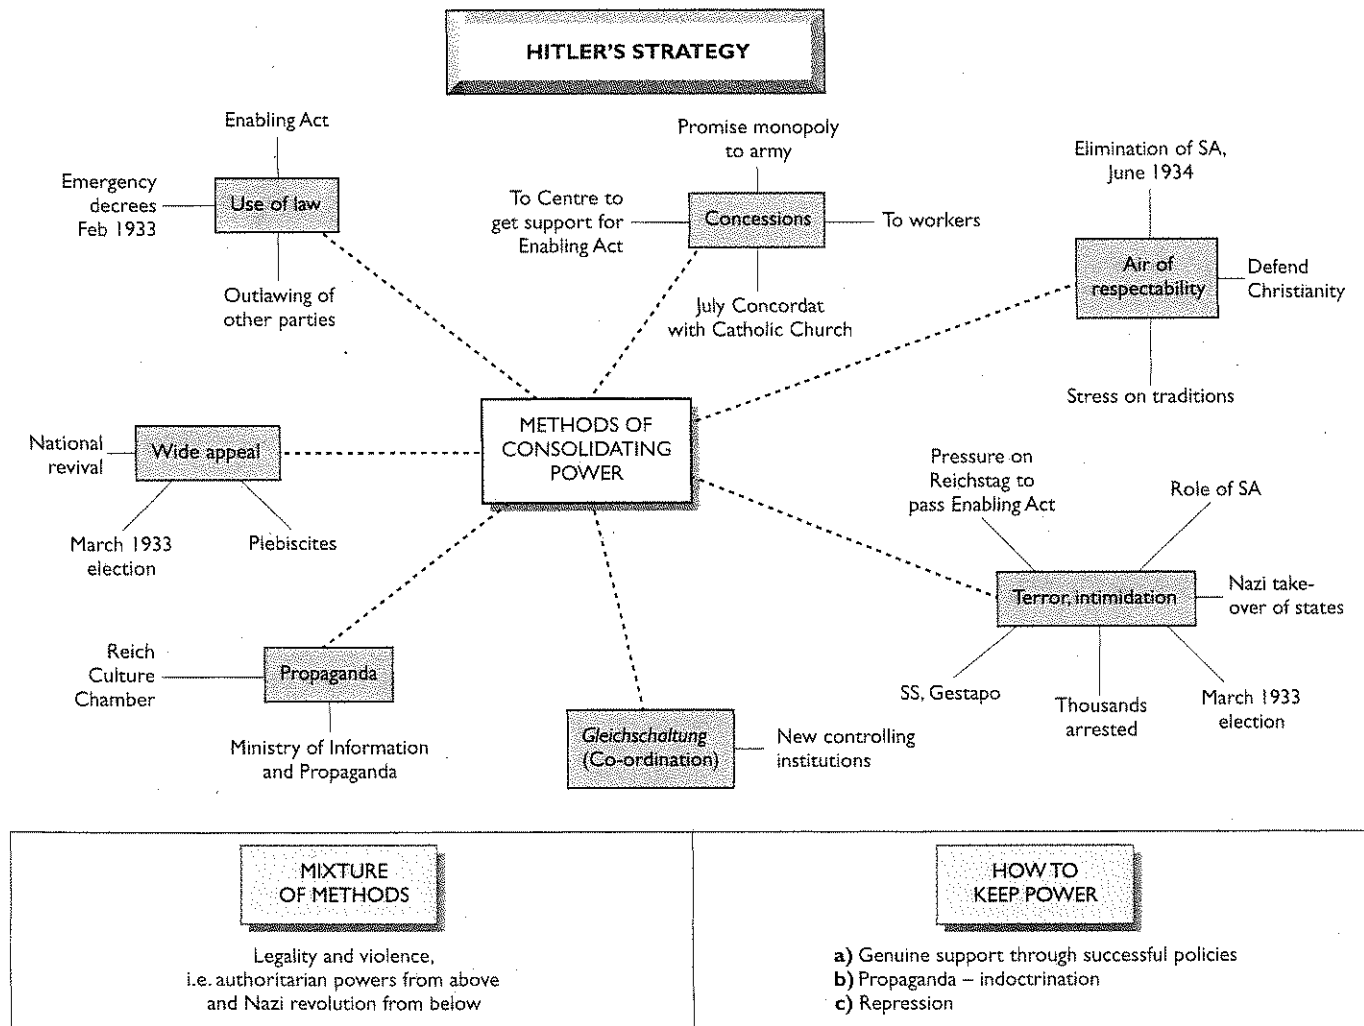 HITLER'S STRATEGY
Enabling Act
Emergency
decrees
Feb 1933
Use of law
Outlawing of
other parties
Promise monopoly
to army
To Centre to
get support for
Enabling Act
Concessions
To workers
July Concordat
with Catholic Church
Elimination of SA,
June 1934
Air of
respectability
Defend
Christianity
Stress on traditions
National
revival
Wide appeal
March 1933
election
Plebiscites
METHODS OF
CONSOLIDATING
POWER
Pressure on
Reichstag to
pass Enabling Act
Role of SA
Terror, intimidation
Nazi take-
over of states
SS, Gestapo
Thousands
arrested
March 1933
election
Reich
Culture
Chamber
Propaganda
Ministry of Information
and Propaganda
Gleichschaltung
(Co-ordination)
New controlling
institutions
MIXTURE
OF METHODS
Legality and violence,
i.e. authoritarian powers from above
and Nazi revolution from below
HOW TO
KEEP POWER
a) Genuine support through successful policies
b) Propaganda – indoctrination
c) Repression